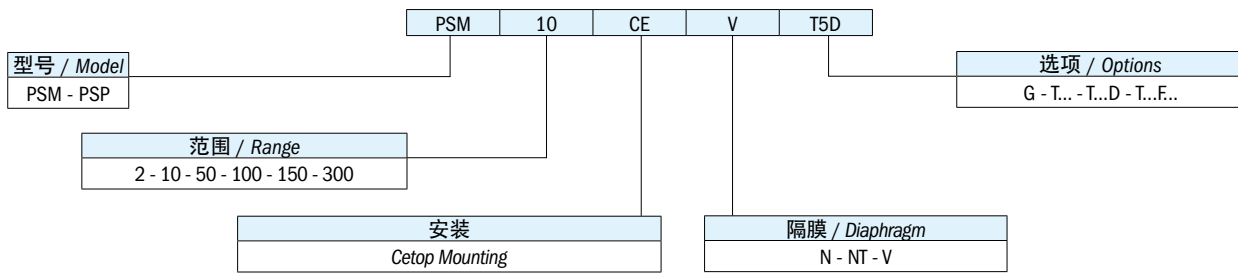 PSM 10 CE V T5D
型号 / Model
PSM - PSP
选项 / Options
G - T... - T...D - T...F...
范围 / Range
2 - 10 - 50 - 100 - 150 - 300
安装
Cetop Mounting
隔膜 / Diaphragm
N - NT - V